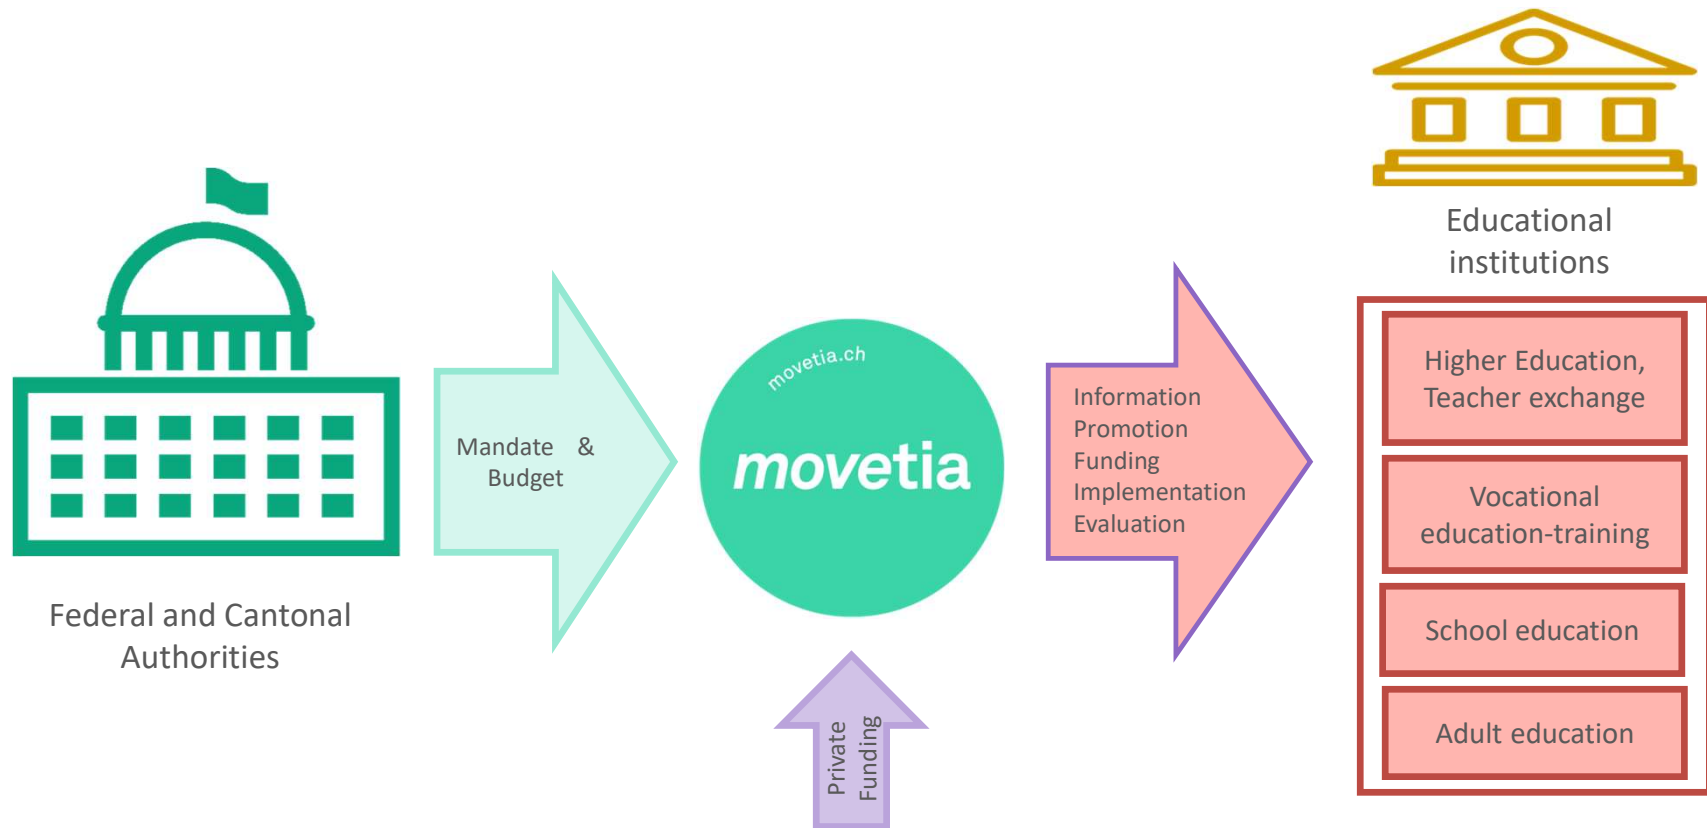 Federal and Cantonal
Authorities
Mandate & 
Budget
movetia.ch
movetia
Private
Funding
Information
Promotion
Funding
Implementation
Evaluation
Educational
institutions
Higher Education,
Teacher exchange
Vocational
education-training
School education
Adult education